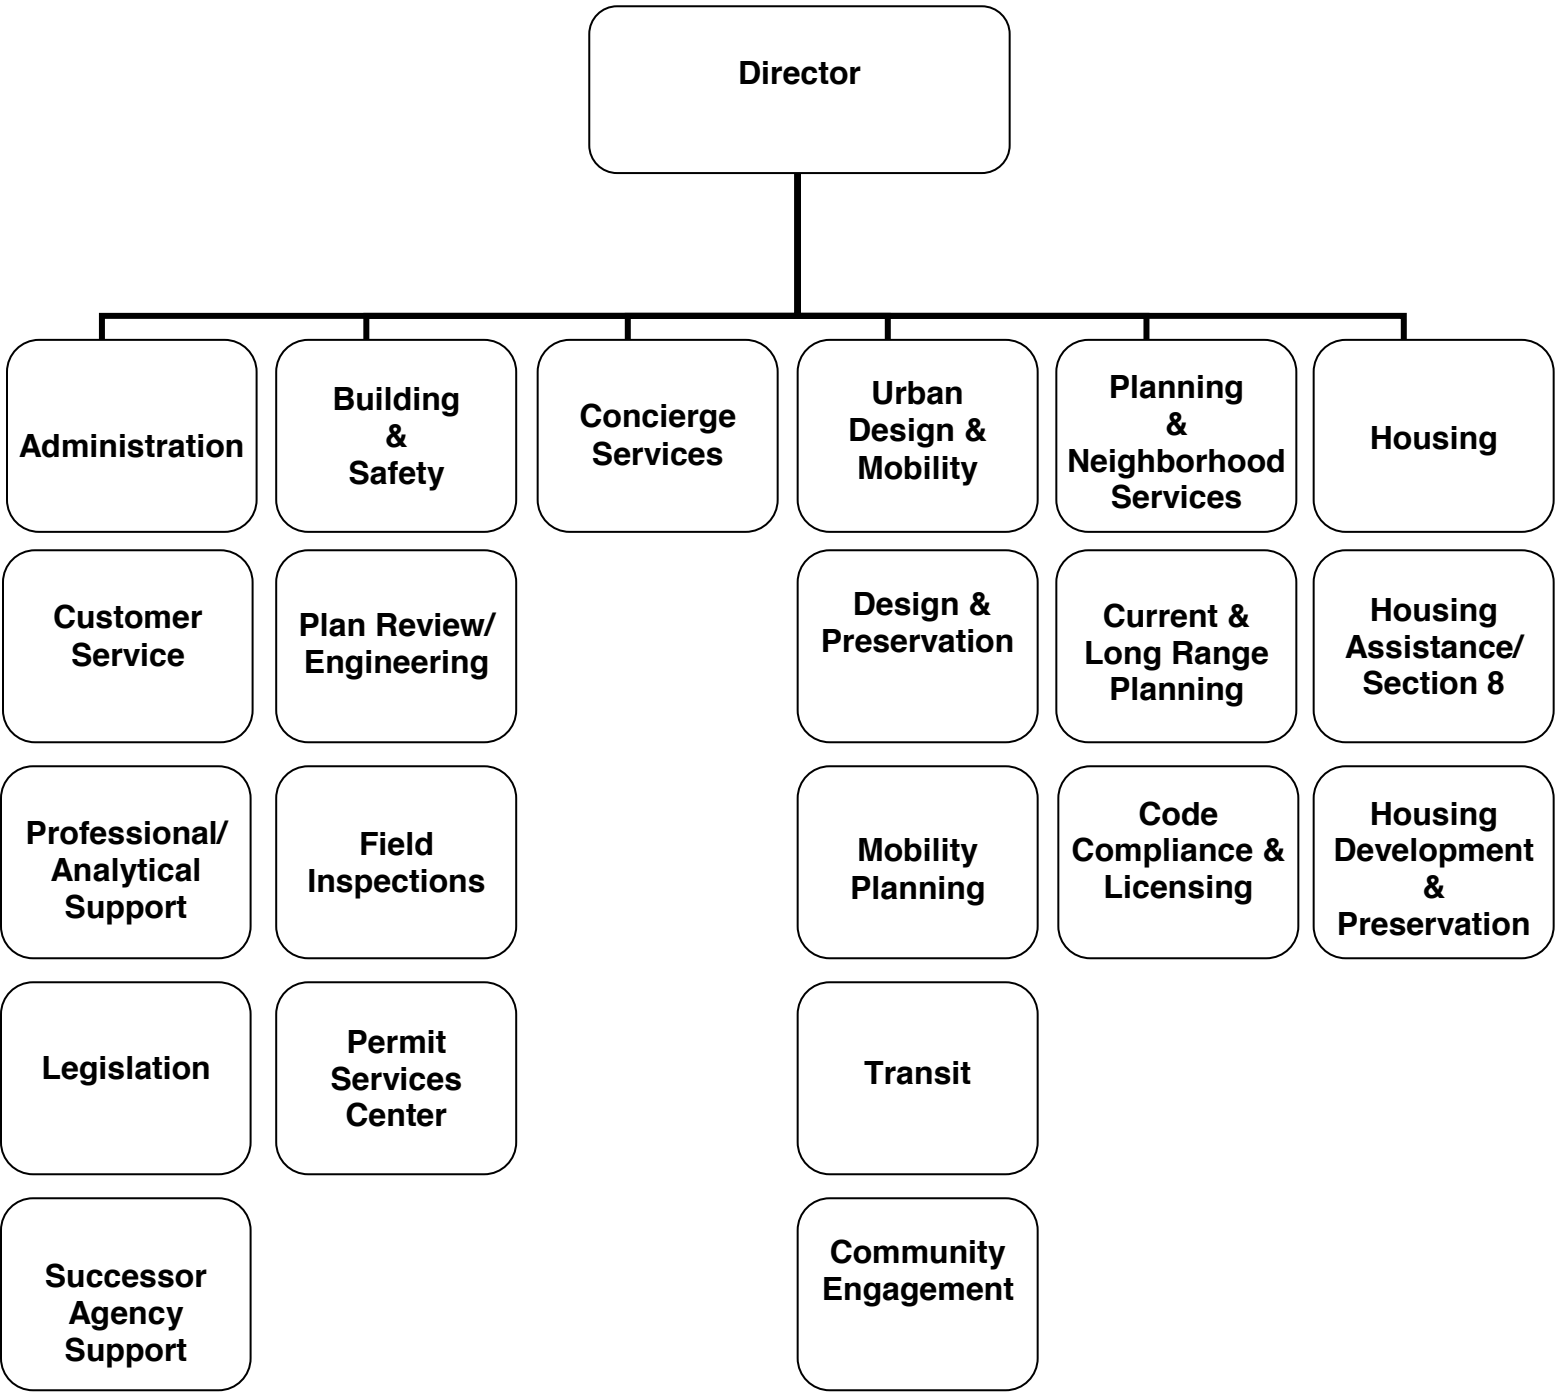 Director
Administration
Building
&
Safety
Concierge
Services
Urban
Design &
Mobility
Planning
&
Neighborhood
Services
Housing
Customer
Service
Plan Review/
Engineering
Design &
Preservation
Current &
Long Range
Planning
Housing
Assistance/
Section 8
Professional/
Analytical
Support
Field
Inspections
Mobility
Planning
Code
Compliance &
Licensing
Housing
Development
&
Preservation
Legislation
Permit
Services
Center
Transit
Successor
Agency
Support
Community
Engagement